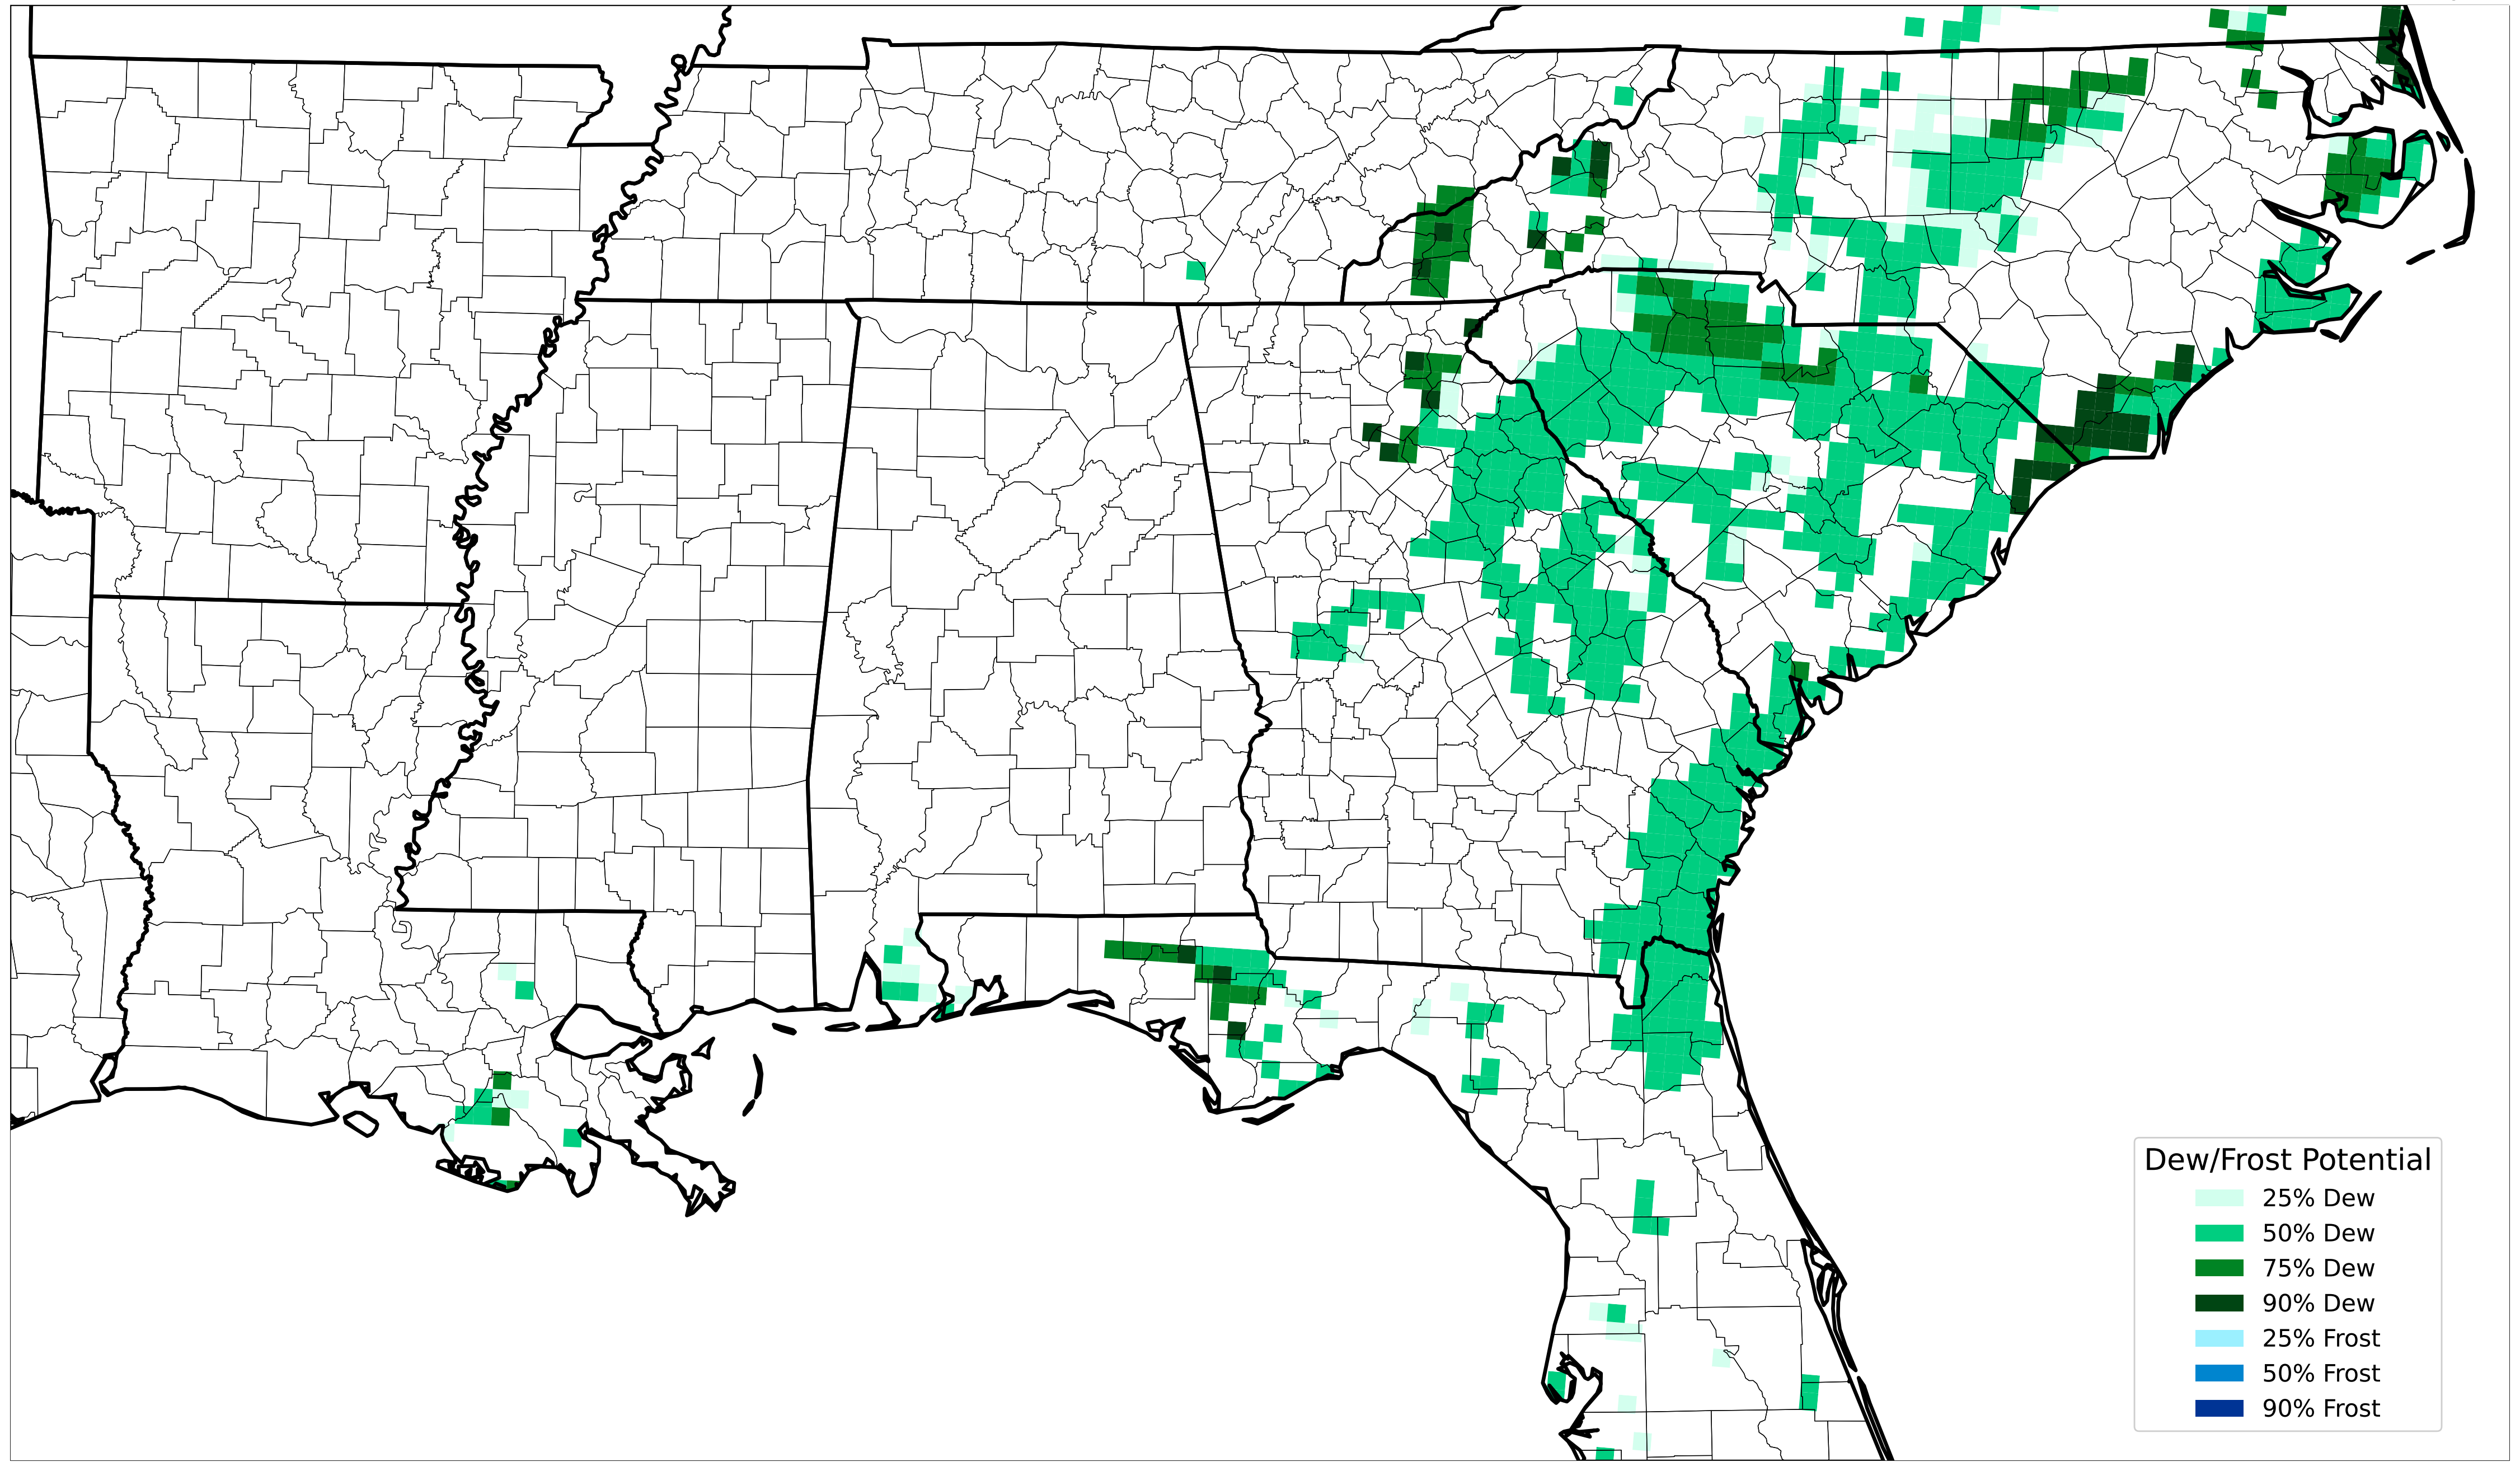 Dew/Frost Potential
25% Dew
50% Dew
75% Dew
90% Dew
25% Frost
50% Frost
90% Frost